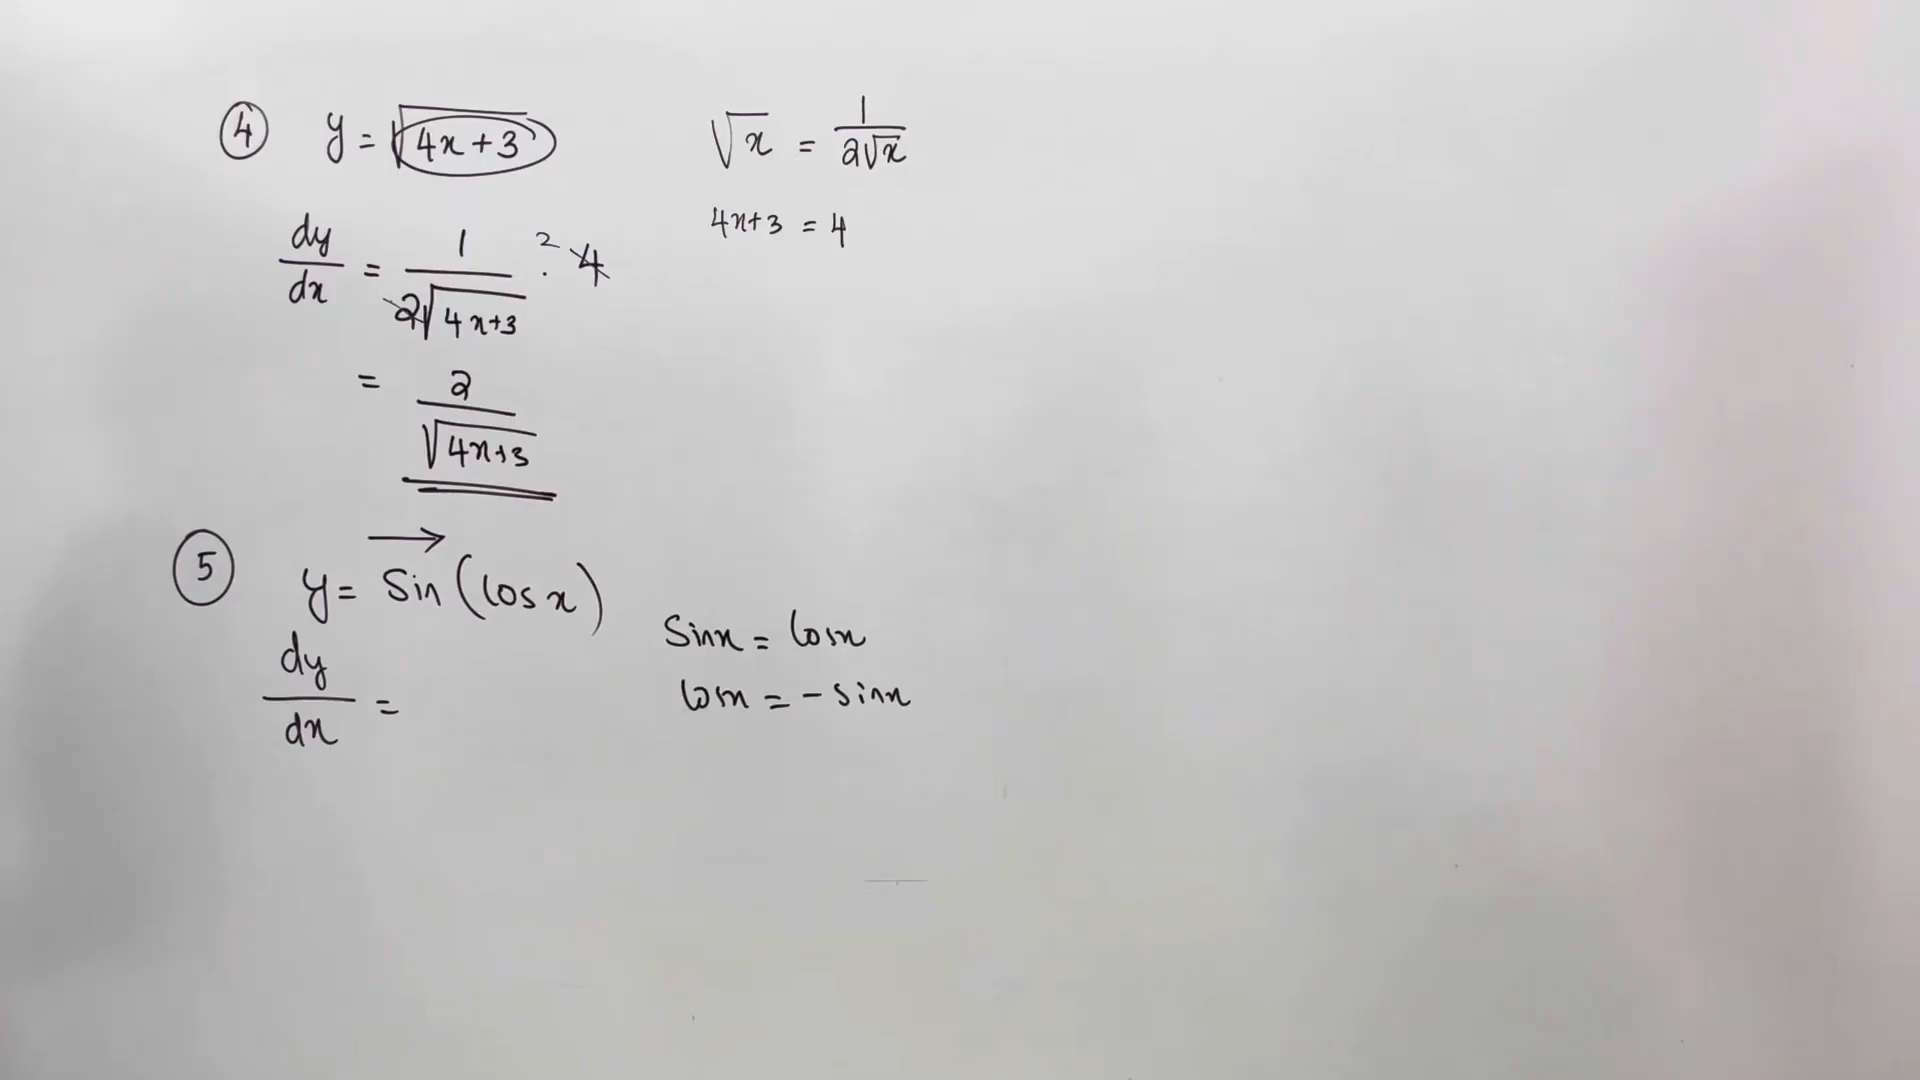 ④ y = √(4x+3)
√x = 1/(2√x)
4x+3 = 4
dy/dx = 1/(2√(4x+3)) · 4 2
= 2/√(4x+3)
⑤ y = Sin (Cos x)
Sinx = Cosx
Cosx = - sinx
dy/dx =